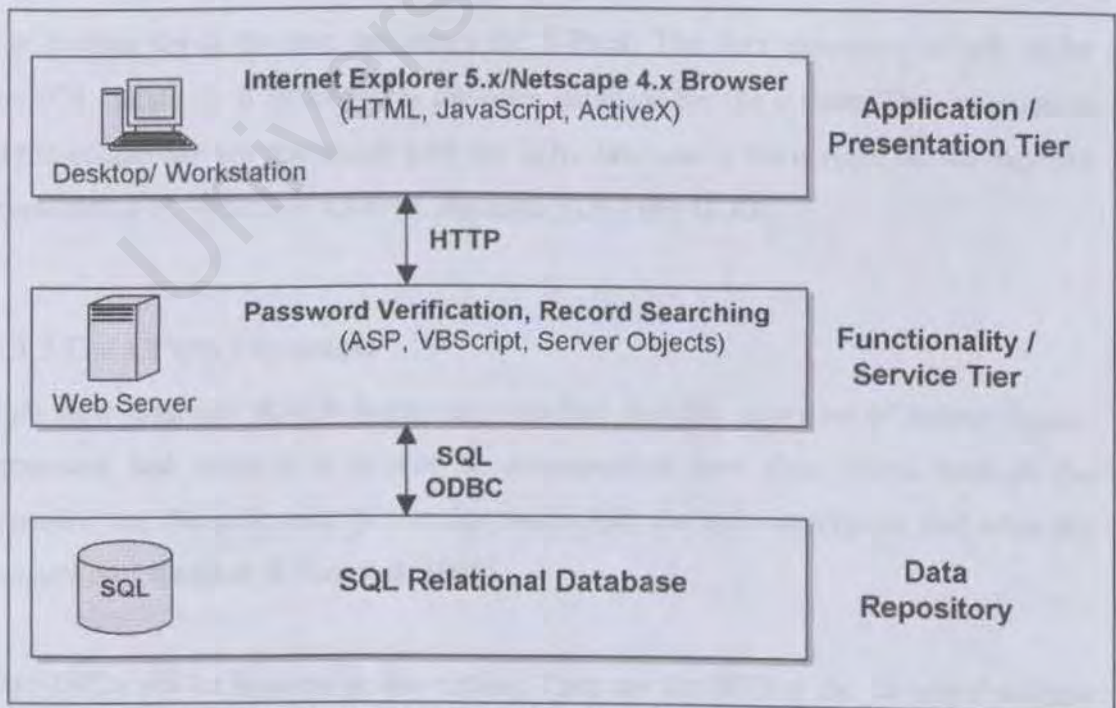 Internet Explorer 5.x/Netscape 4.x Browser
(HTML, JavaScript, ActiveX)
Desktop/ Workstation
Application /
Presentation Tier
HTTP
Password Verification, Record Searching
(ASP, VBScript, Server Objects)
Web Server
Functionality /
Service Tier
SQL
ODBC
SQL
SQL Relational Database
Data
Repository
Univers